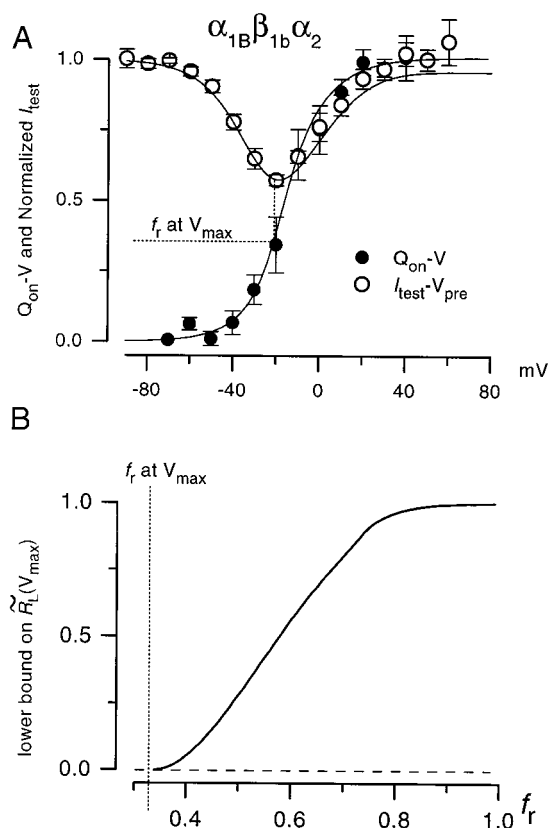 A
α1Bβ1bα2
Qon-V and Normalized Itest
1.0
0.5
0.0
fr at Vmax
Qon-V
Itest-Vpre
-80
-40
0
40
80
mV
B
fr at Vmax
lower bound on R̃L(Vmax)
1.0
0.5
0.0
0.4
0.6
0.8
1.0
fr